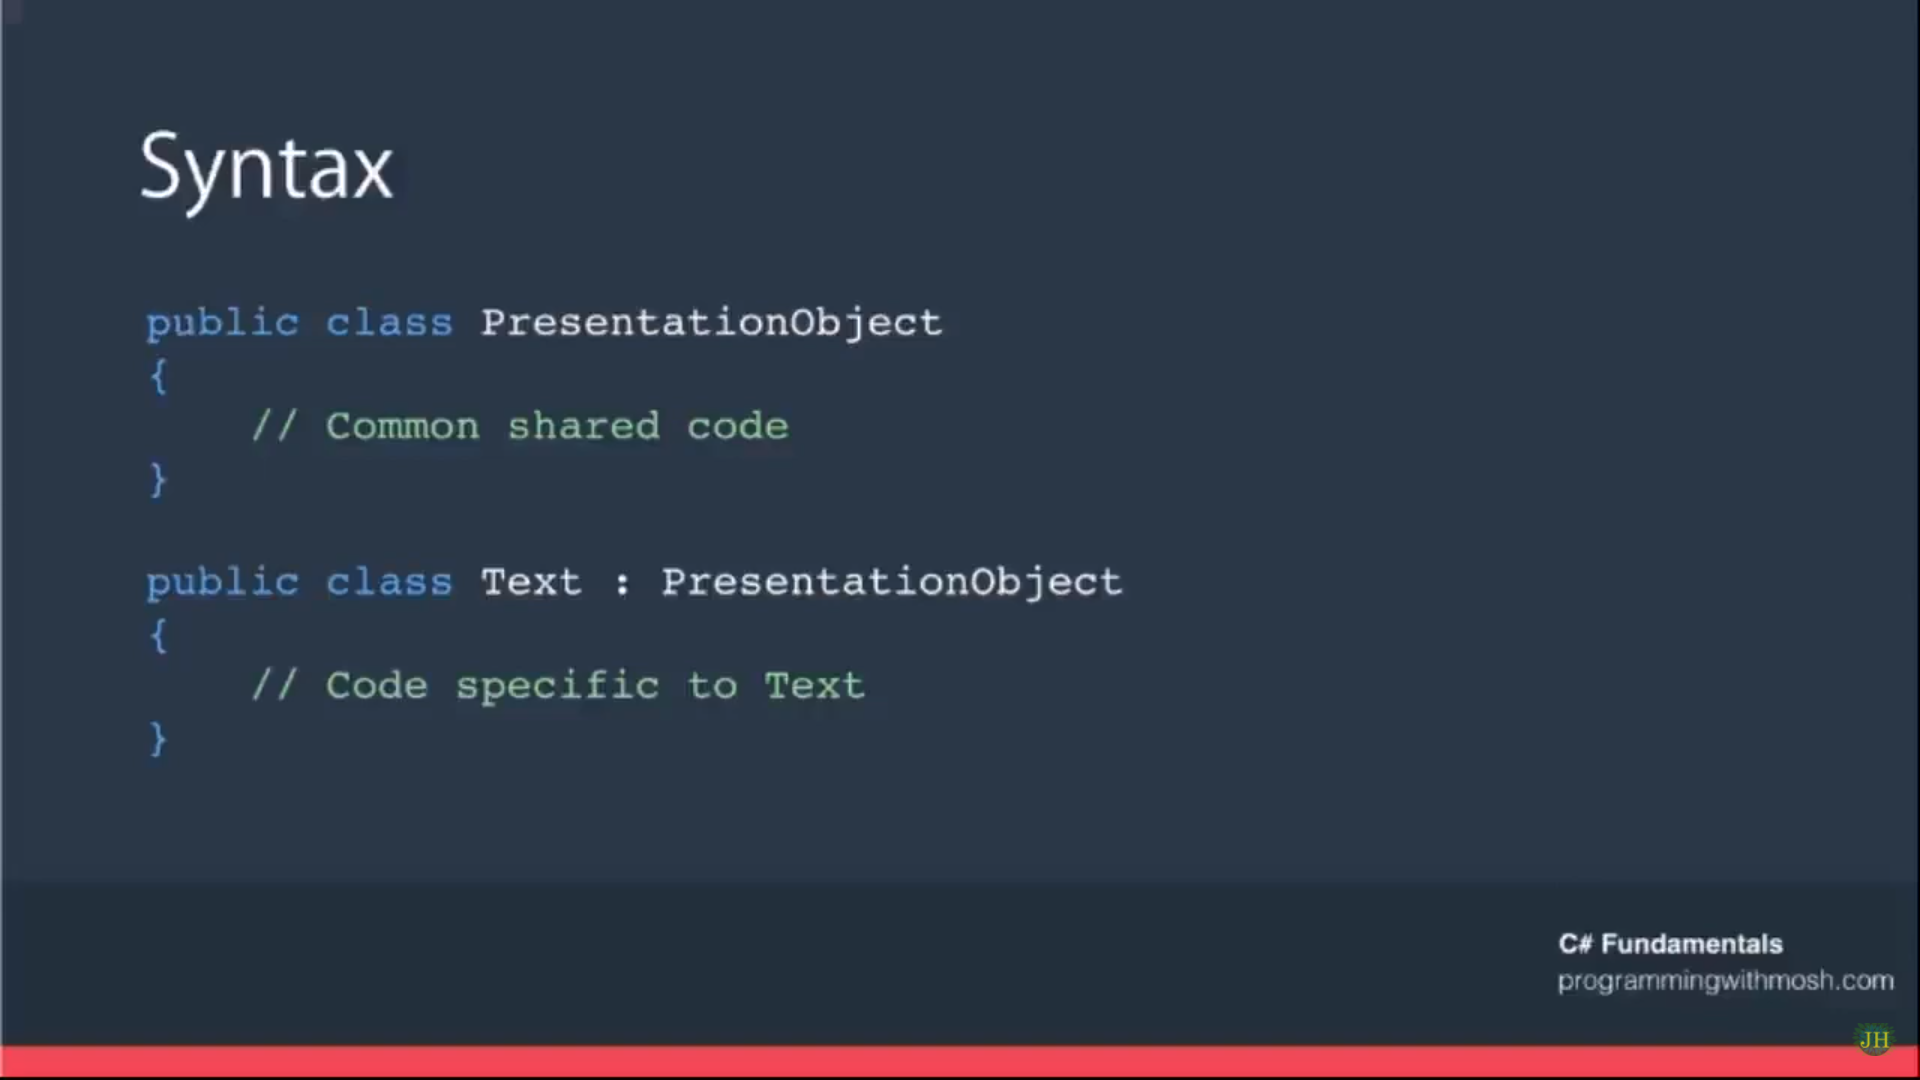 Syntax
public class PresentationObject
{
// Common shared code
}
public class Text : PresentationObject
{
// Code specific to Text
}
C# Fundamentals
programmingwithmosh.com
JH